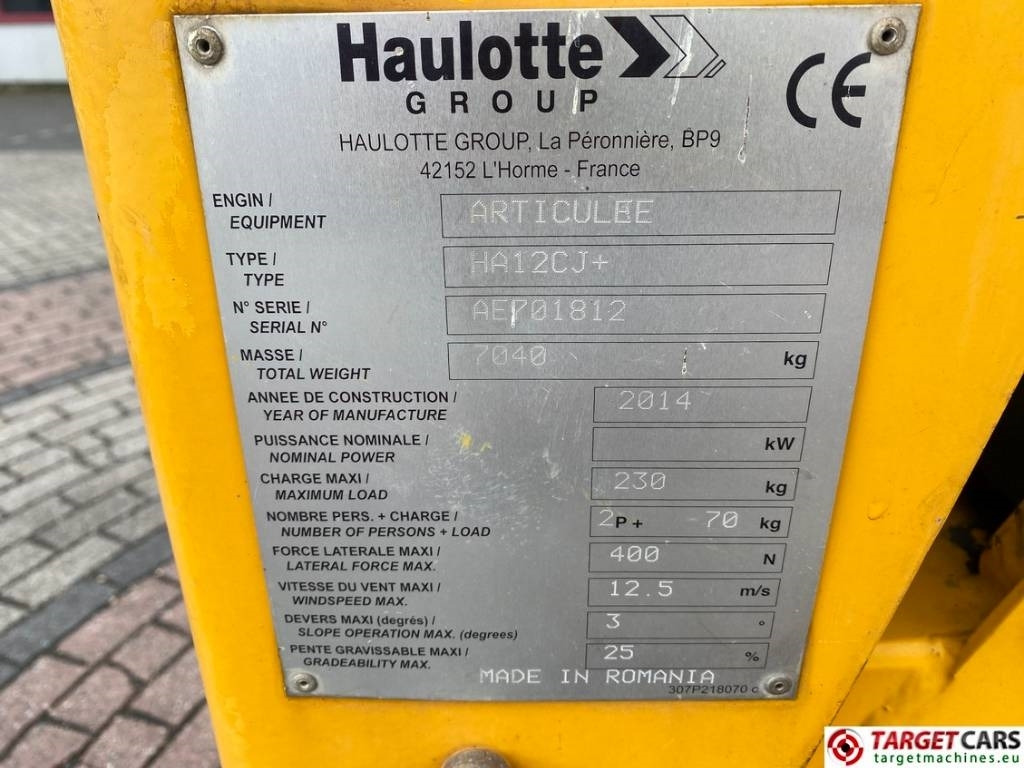 Haulotte
GROUP
CE
HAULOTTE GROUP, La Péronnière, BP9
42152 L'Horme - France
ENGIN /
EQUIPMENT ARTICULEE
TYPE /
TYPE HA12CJ+
N° SERIE /
SERIAL N° AE701812
MASSE /
TOTAL WEIGHT 7040 kg
ANNEE DE CONSTRUCTION /
YEAR OF MANUFACTURE 2014
PUISSANCE NOMINALE /
NOMINAL POWER kW
CHARGE MAXI /
MAXIMUM LOAD 230 kg
NOMBRE PERS. + CHARGE /
NUMBER OF PERSONS + LOAD 2P + 70 kg
FORCE LATERALE MAXI /
LATERAL FORCE MAX. 400 N
VITESSE DU VENT MAXI /
WINDSPEED MAX. 12.5 m/s
DEVERS MAXI (degrés) /
SLOPE OPERATION MAX. (degrees) 3 °
PENTE GRAVISSABLE MAXI /
GRADEABILITY MAX. 25 %
MADE IN ROMANIA
307P218070 c
TARGETCARS
targetmachines.eu